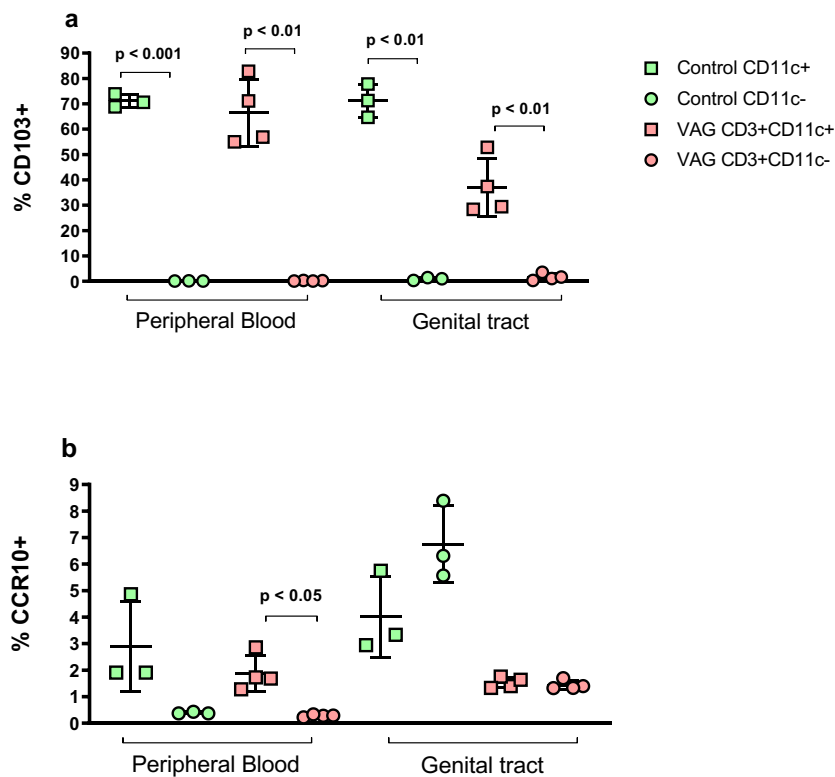 a
p < 0.001
p < 0.01
p < 0.01
p < 0.01
% CD103+
90
80
70
60
50
40
30
20
10
0
Peripheral Blood
Genital tract
Control CD11c+
Control CD11c-
VAG CD3+CD11c+
VAG CD3+CD11c-
b
p < 0.05
% CCR10+
9
8
7
6
5
4
3
2
1
0
Peripheral Blood
Genital tract